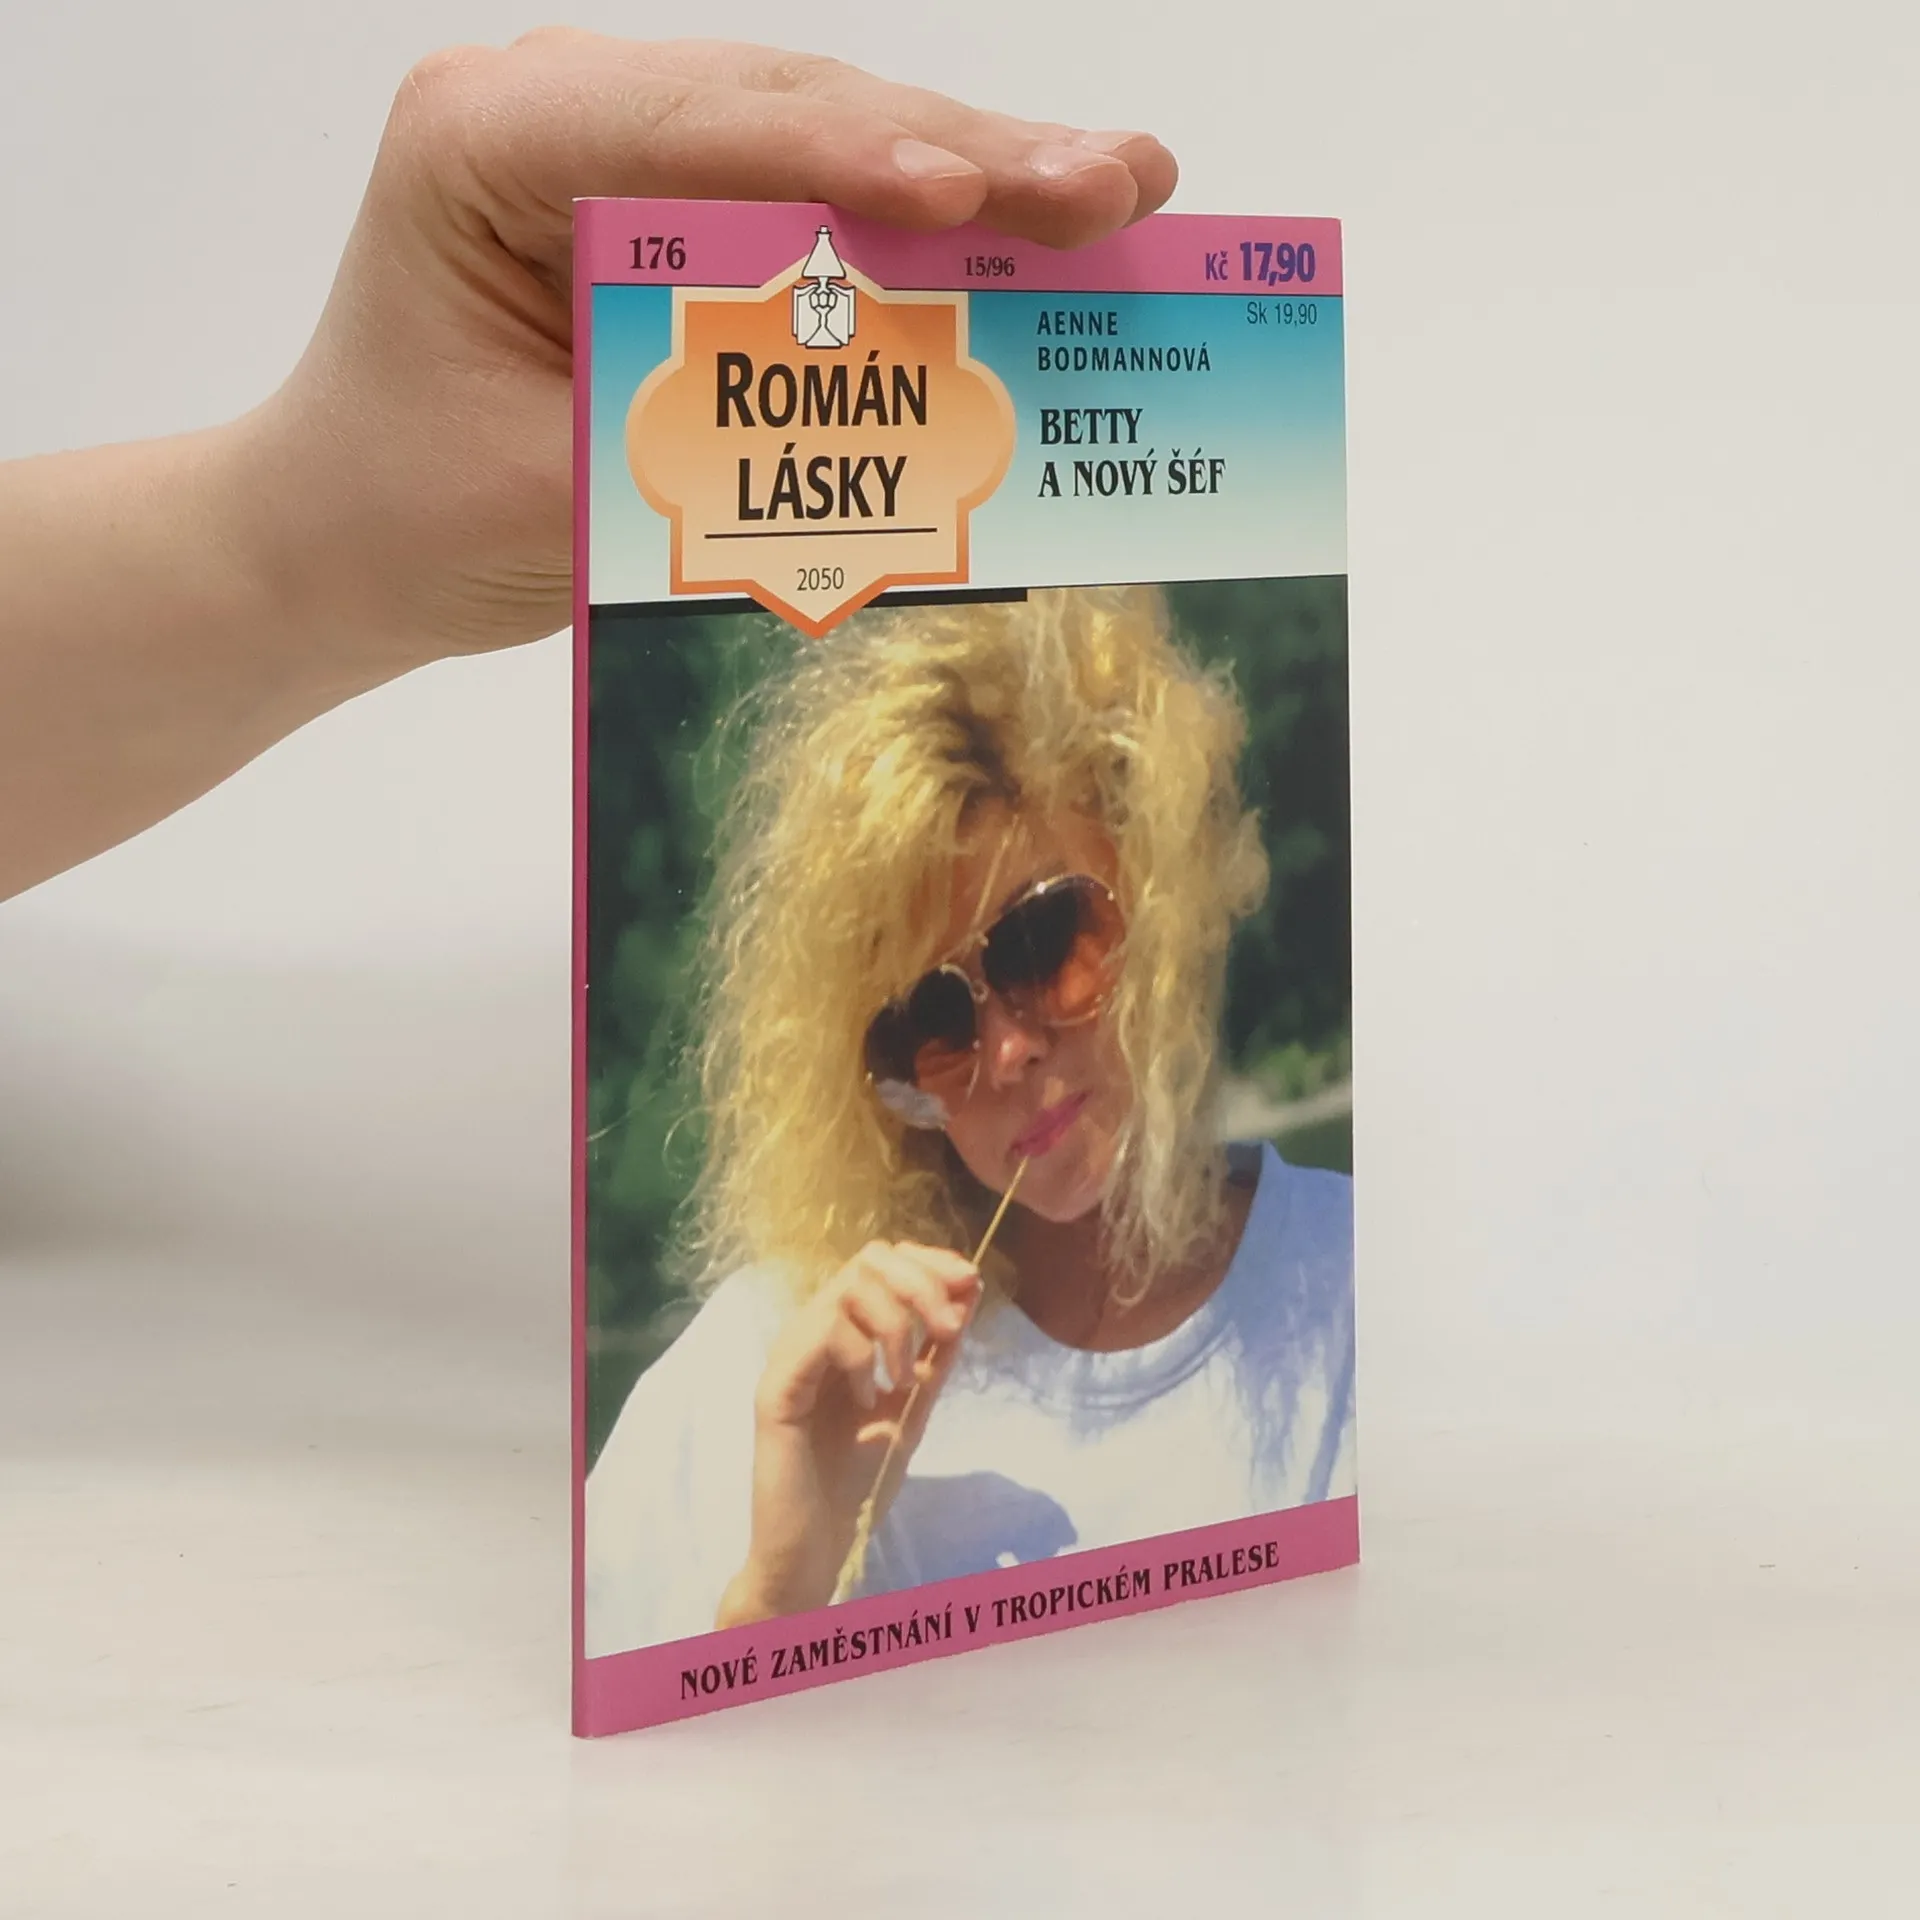 176
15/96
Kč 17,90
Sk 19,90
ROMÁN
LÁSKY
2050
AENNE
BODMANNOVÁ
BETTY
A NOVÝ ŠÉF
NOVÉ ZAMĚSTNÁNÍ V TROPICKÉM PRALESE